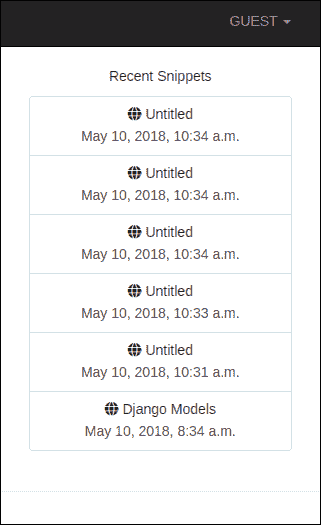 GUEST
Recent Snippets
Untitled
May 10, 2018, 10:34 a.m.
Untitled
May 10, 2018, 10:34 a.m.
Untitled
May 10, 2018, 10:34 a.m.
Untitled
May 10, 2018, 10:33 a.m.
Untitled
May 10, 2018, 10:31 a.m.
Django Models
May 10, 2018, 8:34 a.m.